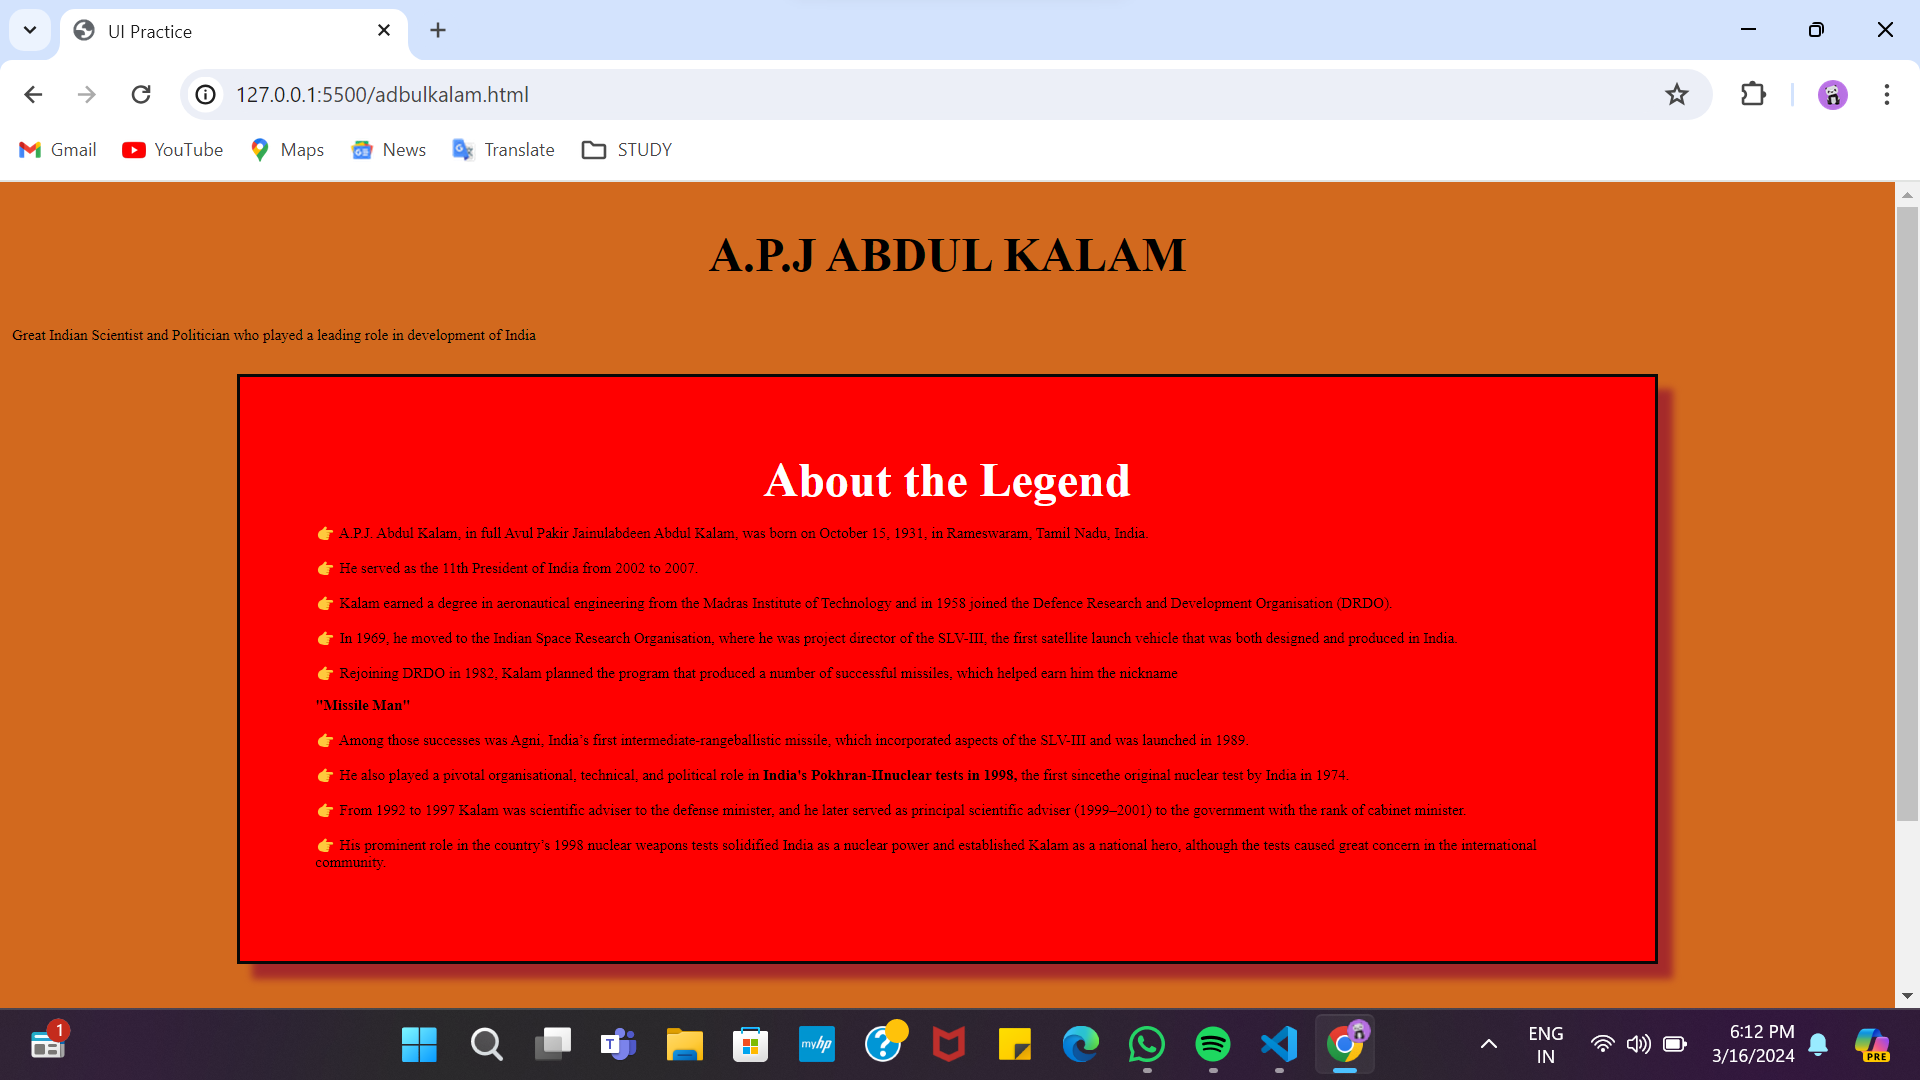 UI Practice
127.0.0.1:5500/adbulkalam.html
Gmail YouTube Maps News Translate STUDY
A.P.J ABDUL KALAM
Great Indian Scientist and Politician who played a leading role in development of India
About the Legend
👉 A.P.J. Abdul Kalam, in full Avul Pakir Jainulabdeen Abdul Kalam, was born on October 15, 1931, in Rameswaram, Tamil Nadu, India.
👉 He served as the 11th President of India from 2002 to 2007.
👉 Kalam earned a degree in aeronautical engineering from the Madras Institute of Technology and in 1958 joined the Defence Research and Development Organisation (DRDO).
👉 In 1969, he moved to the Indian Space Research Organisation, where he was project director of the SLV-III, the first satellite launch vehicle that was both designed and produced in India.
👉 Rejoining DRDO in 1982, Kalam planned the program that produced a number of successful missiles, which helped earn him the nickname
"Missile Man"
👉 Among those successes was Agni, India’s first intermediate-rangeballistic missile, which incorporated aspects of the SLV-III and was launched in 1989.
👉 He also played a pivotal organisational, technical, and political role in India's Pokhran-IInuclear tests in 1998, the first sincethe original nuclear test by India in 1974.
👉 From 1992 to 1997 Kalam was scientific adviser to the defense minister, and he later served as principal scientific adviser (1999–2001) to the government with the rank of cabinet minister.
👉 His prominent role in the country’s 1998 nuclear weapons tests solidified India as a nuclear power and established Kalam as a national hero, although the tests caused great concern in the international
community.
1
T
myhp
?
ENG
IN
6:12 PM
3/16/2024
PRE